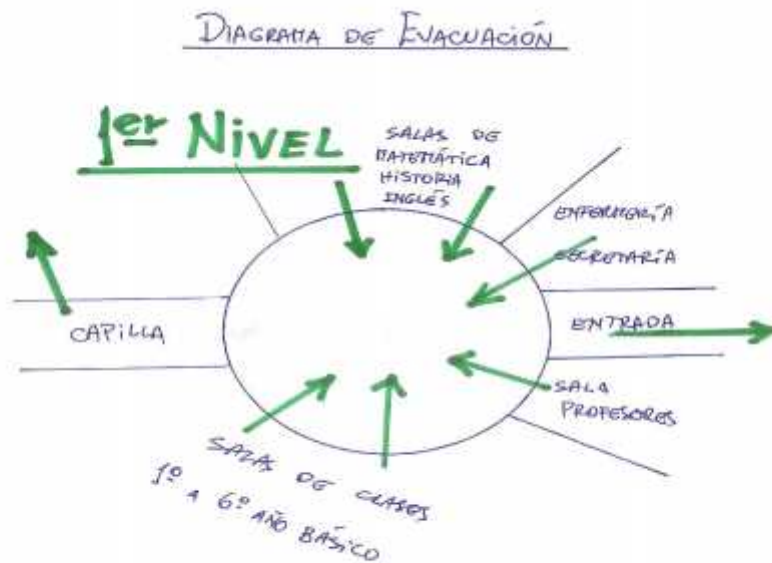 DIAGRAMA DE EVACUACIÓN
1er NIVEL
SALAS DE
MATEMÁTICA
HISTORIA
INGLÉS
ENFERMERÍA
SECRETARÍA
CAPILLA
ENTRADA
SALA
PROFESORES
SALAS DE CLASES
1º A 6º AÑO BÁSICO